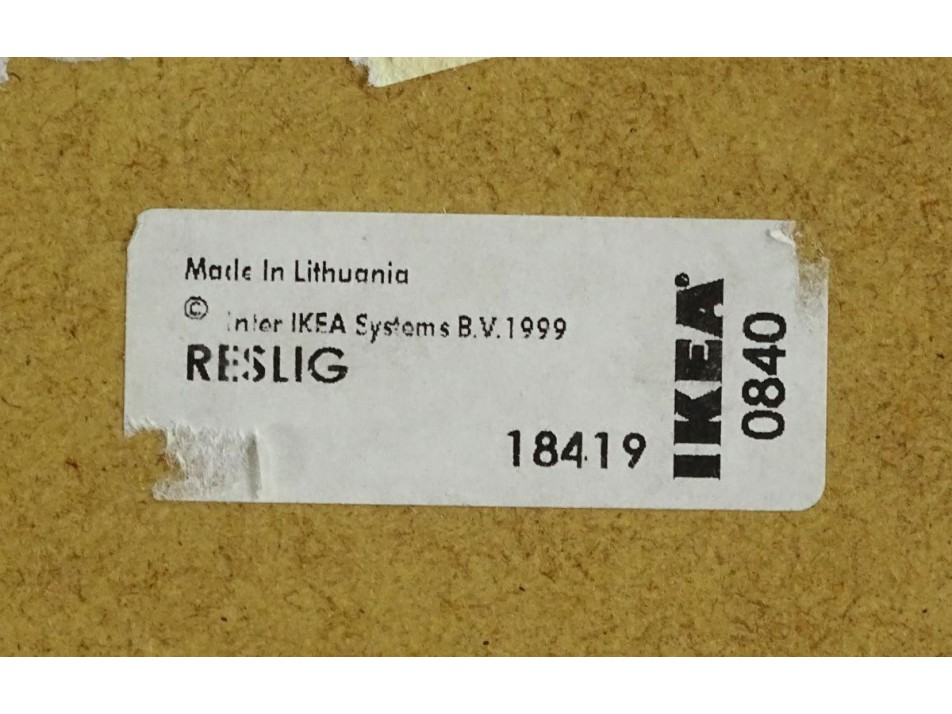 Made In Lithuania
© Inter IKEA Systems B.V.1999
RESLIG
18419
IKEA®
0840